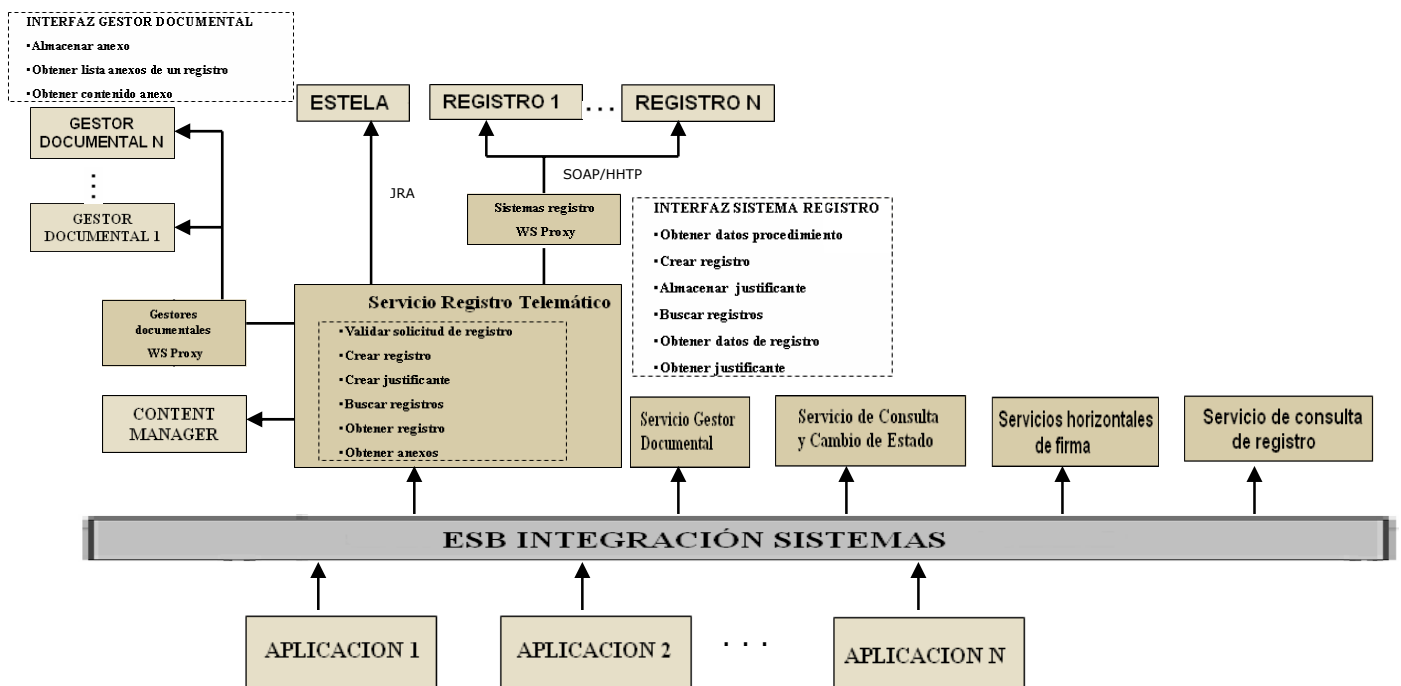 INTERFAZ GESTOR DOCUMENTAL
▪Almacenar anexo
▪Obtener lista anexos de un registro
▪Obtener contenido anexo
ESTELA
REGISTRO 1
...
REGISTRO N
GESTOR
DOCUMENTAL N
GESTOR
DOCUMENTAL 1
JRA
SOAP/HHTP
Sistemas registro
WS Proxy
INTERFAZ SISTEMA REGISTRO
▪Obtener datos procedimiento
▪Crear registro
▪Almacenar justificante
▪Buscar registros
▪Obtener datos de registro
▪Obtener justificante
Gestores
documentales
WS Proxy
Servicio Registro Telemático
▪Validar solicitud de registro
▪Crear registro
▪Crear justificante
▪Buscar registros
▪Obtener registro
▪Obtener anexos
CONTENT
MANAGER
Servicio Gestor
Documental
Servicio de Consulta
y Cambio de Estado
Servicios horizontales
de firma
Servicio de consulta
de registro
ESB INTEGRACIÓN SISTEMAS
APLICACION 1
APLICACION 2
. . .
APLICACION N